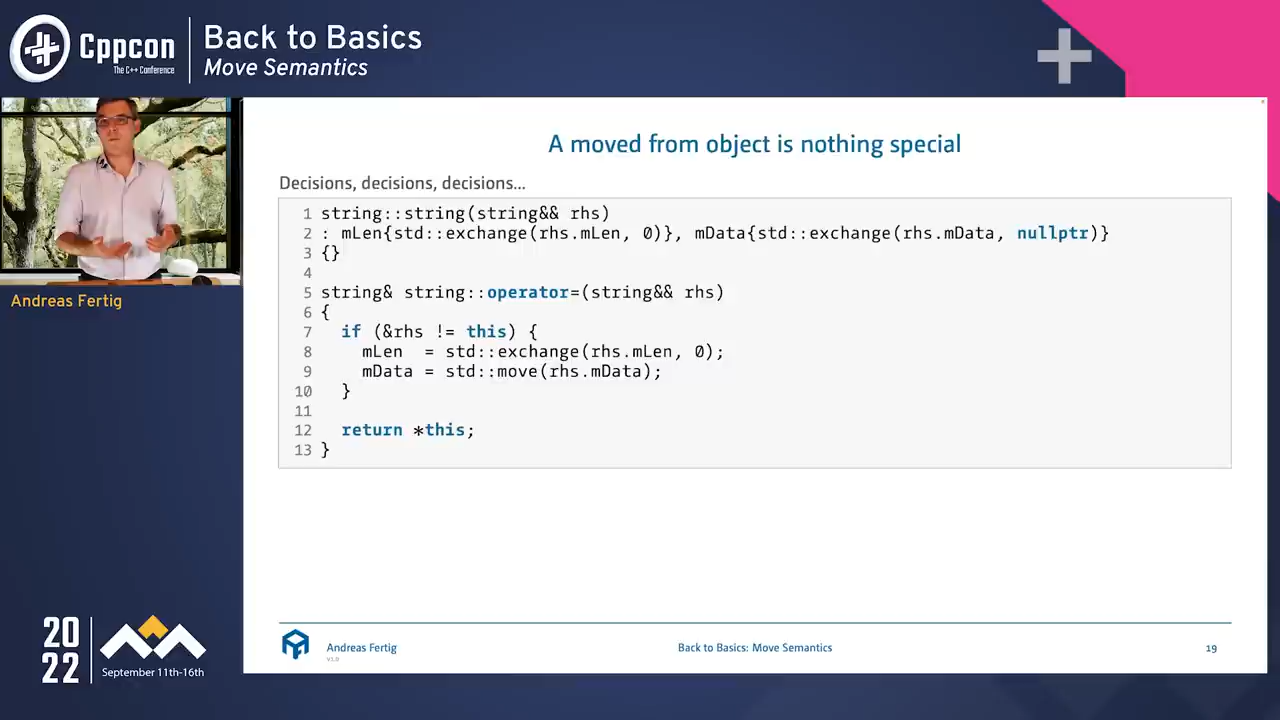 Cppcon
The C++ Conference
Back to Basics
Move Semantics
Andreas Fertig
A moved from object is nothing special
Decisions, decisions, decisions...
1 string::string(string&& rhs)
2 : mLen{std::exchange(rhs.mLen, 0)}, mData{std::exchange(rhs.mData, nullptr)}
3 {}
4
5 string& string::operator=(string&& rhs)
6 {
7 if (&rhs != this) {
8 mLen = std::exchange(rhs.mLen, 0);
9 mData = std::move(rhs.mData);
10 }
11
12 return *this;
13 }
20
22
September 11th-16th
Andreas Fertig
v1.0
Back to Basics: Move Semantics
19